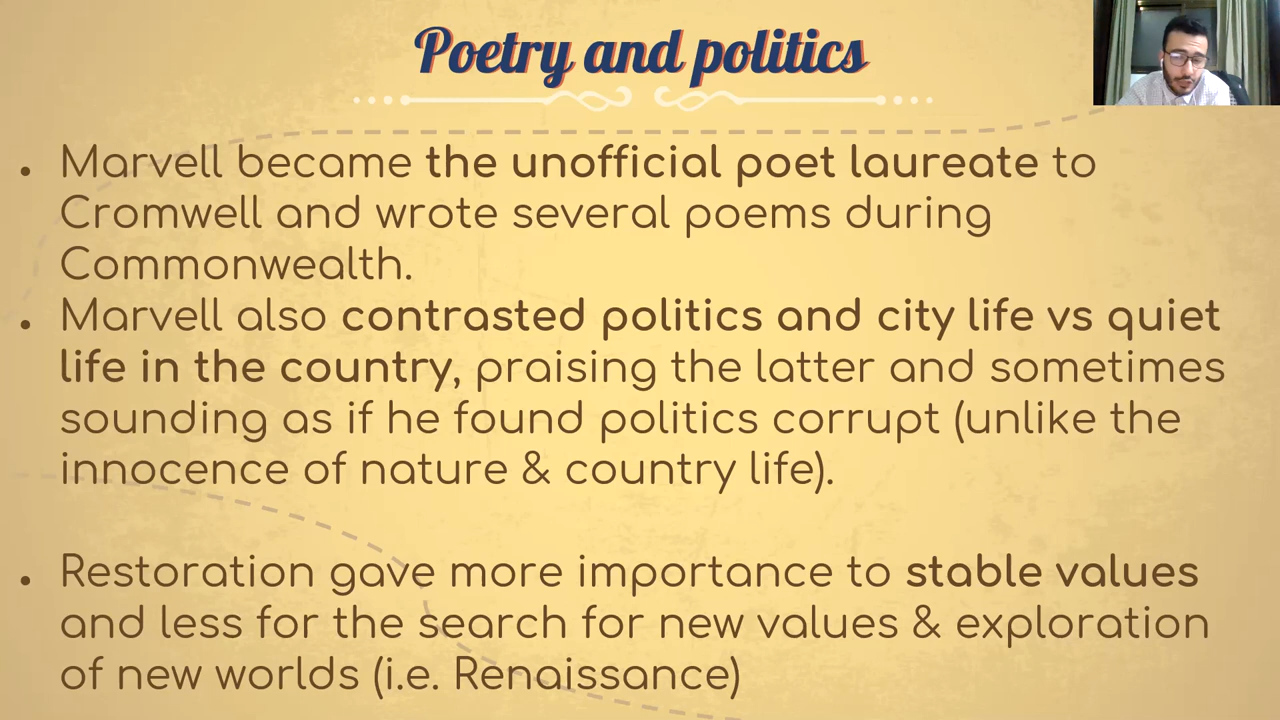 Poetry and politics
• Marvell became the unofficial poet laureate to
Cromwell and wrote several poems during
Commonwealth.
• Marvell also contrasted politics and city life vs quiet
life in the country, praising the latter and sometimes
sounding as if he found politics corrupt (unlike the
innocence of nature & country life).
• Restoration gave more importance to stable values
and less for the search for new values & exploration
of new worlds (i.e. Renaissance)